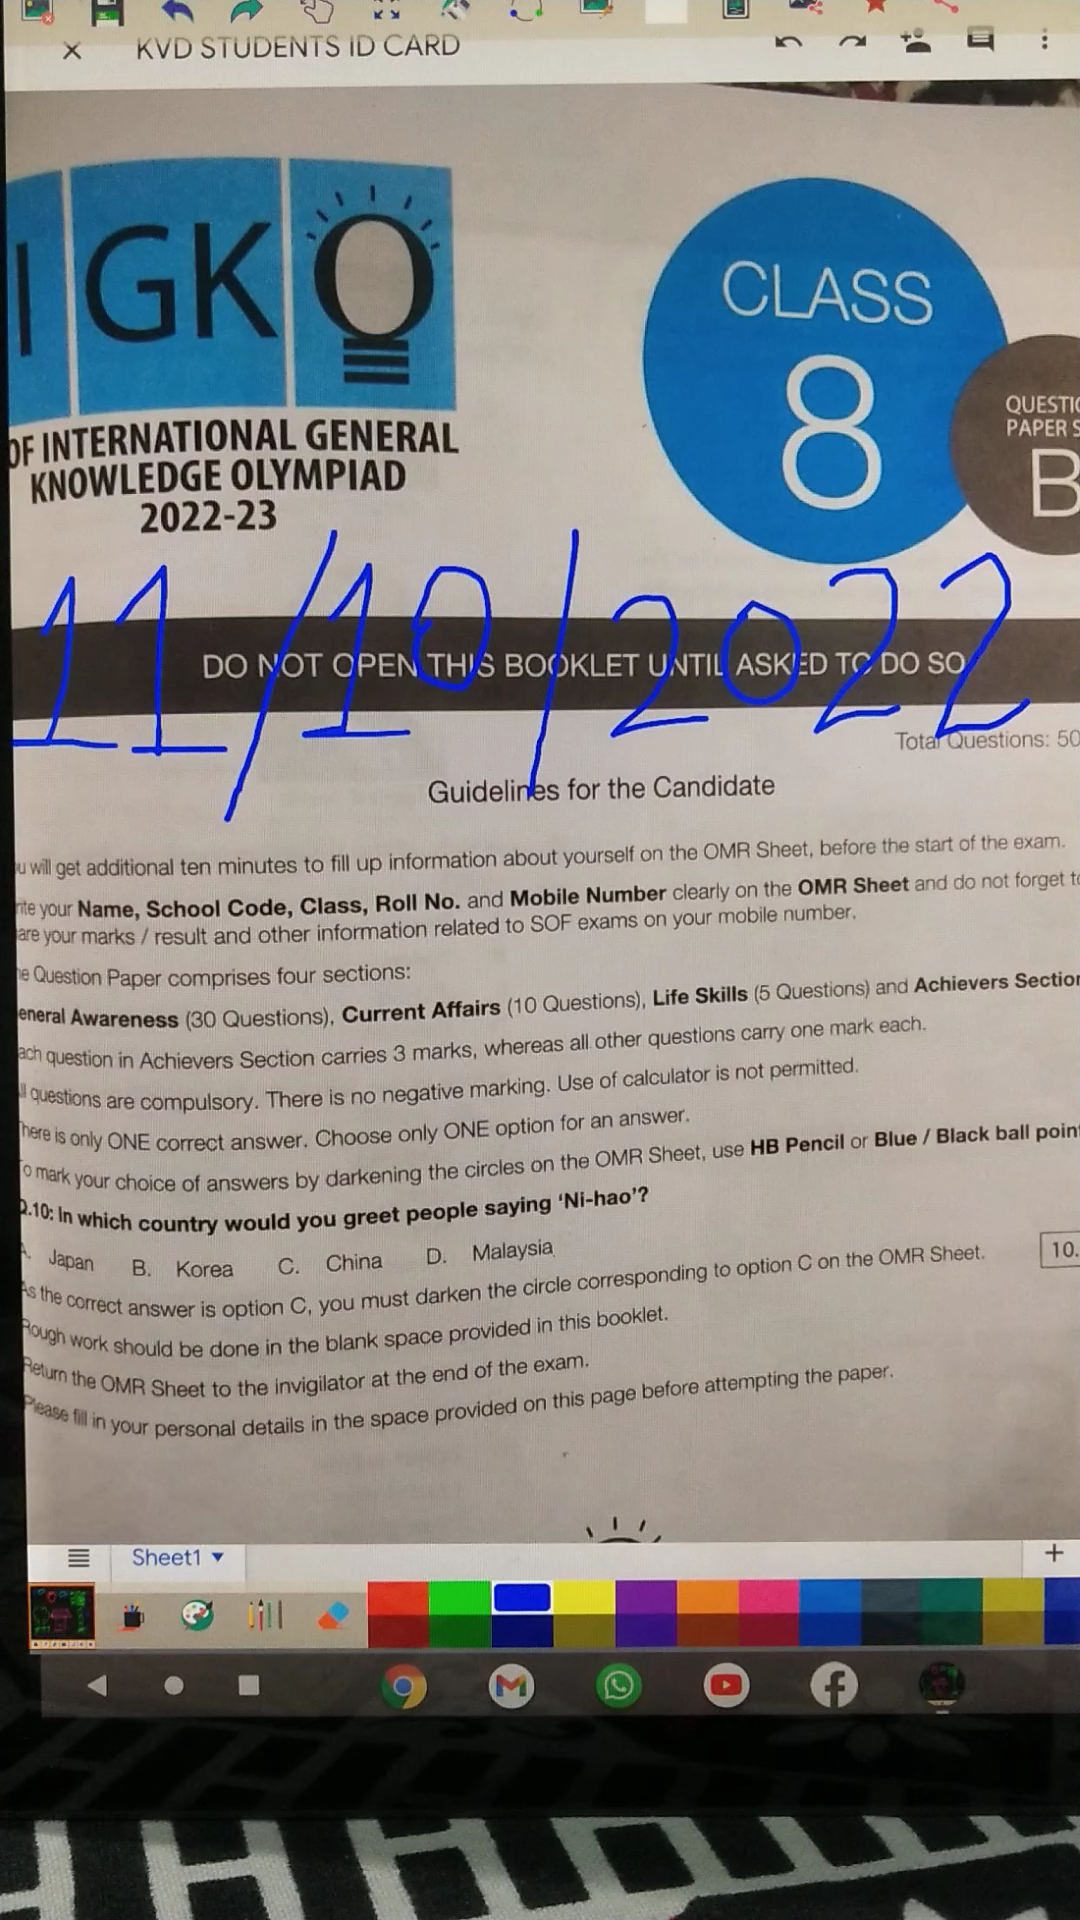 KVD STUDENTS ID CARD
I GKO
CLASS
8
PAPER S
B
OF INTERNATIONAL GENERAL
KNOWLEDGE OLYMPIAD
2022-23
11/10/2022
DO NOT OPEN THIS BOOKLET UNTIL ASKED TO DO SO
Total Questions: 50
Guidelines for the Candidate
will get additional ten minutes to fill up information about yourself on the OMR Sheet, before the start of the exam.
your Name, School Code, Class, Roll No. and Mobile Number clearly on the OMR Sheet and do not forget to
your marks / result and other information related to SOF exams on your mobile number.
Question Paper comprises four sections:
Awareness (30 Questions), Current Affairs (10 Questions), Life Skills (5 Questions) and Achievers Section
question in Achievers Section carries 3 marks, whereas all other questions carry one mark each.
questions are compulsory. There is no negative marking. Use of calculator is not permitted.
There is only ONE correct answer. Choose only ONE option for an answer.
To mark your choice of answers by darkening the circles on the OMR Sheet, use HB Pencil or Blue / Black ball point
Q.10: In which country would you greet people saying ‘Ni-hao’?
A. Japan B. Korea C. China D. Malaysia
10.
As the correct answer is option C, you must darken the circle corresponding to option C on the OMR Sheet.
Rough work should be done in the blank space provided in this booklet.
Return the OMR Sheet to the invigilator at the end of the exam.
Please fill in your personal details in the space provided on this page before attempting the paper.
Sheet1